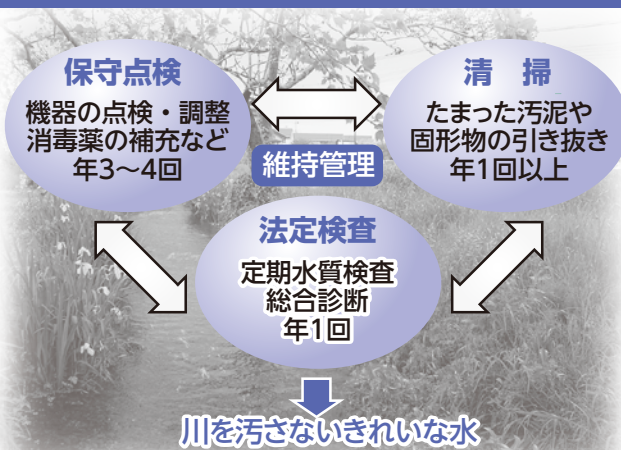 保守点検
機器の点検・調整
消毒薬の補充など
年3〜4回
清　掃
たまった汚泥や
固形物の引き抜き
年1回以上
維持管理
法定検査
定期水質検査
総合診断
年1回
川を汚さないきれいな水